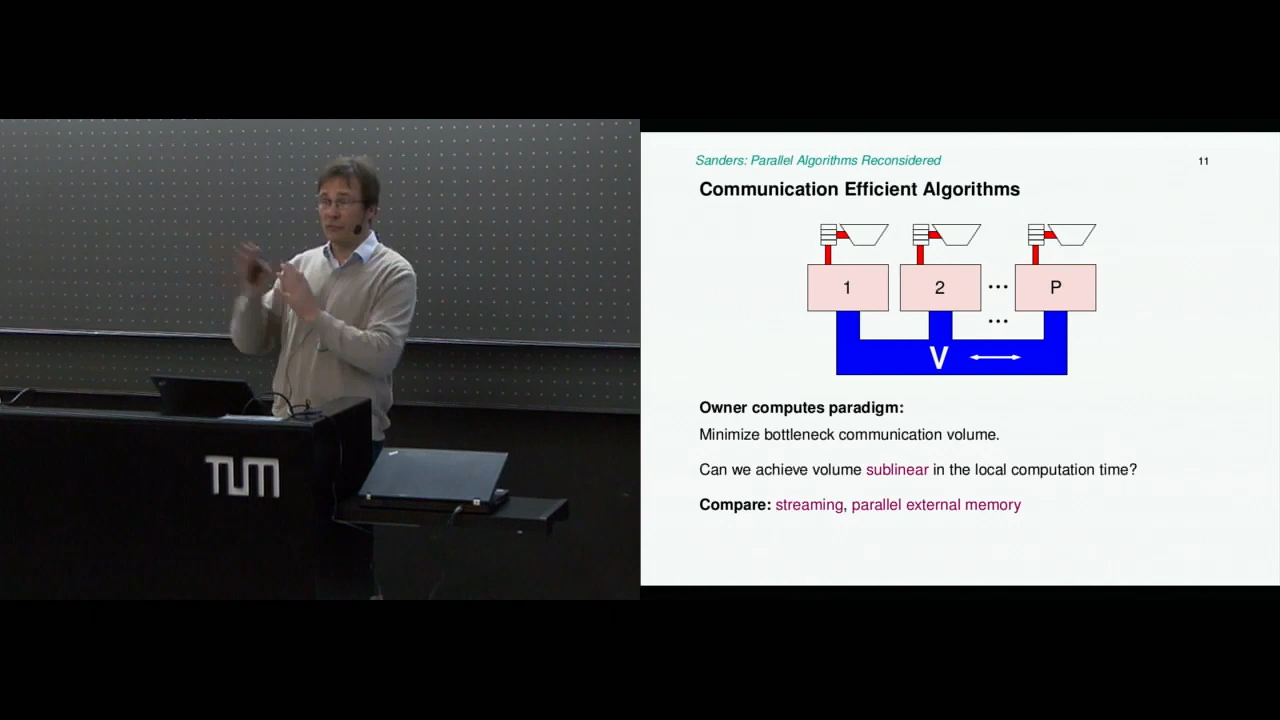 TUM
Sanders: Parallel Algorithms Reconsidered 11
Communication Efficient Algorithms
1 2 ··· P
···
V
Owner computes paradigm:
Minimize bottleneck communication volume.
Can we achieve volume sublinear in the local computation time?
Compare: streaming, parallel external memory